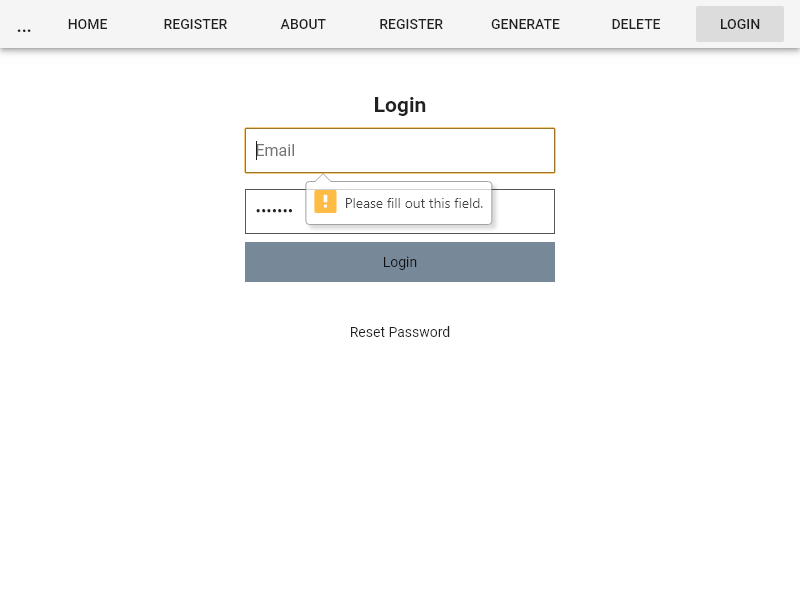 ... HOME REGISTER ABOUT REGISTER GENERATE DELETE LOGIN
Login
Email
Please fill out this field.
•••••••
Login
Reset Password